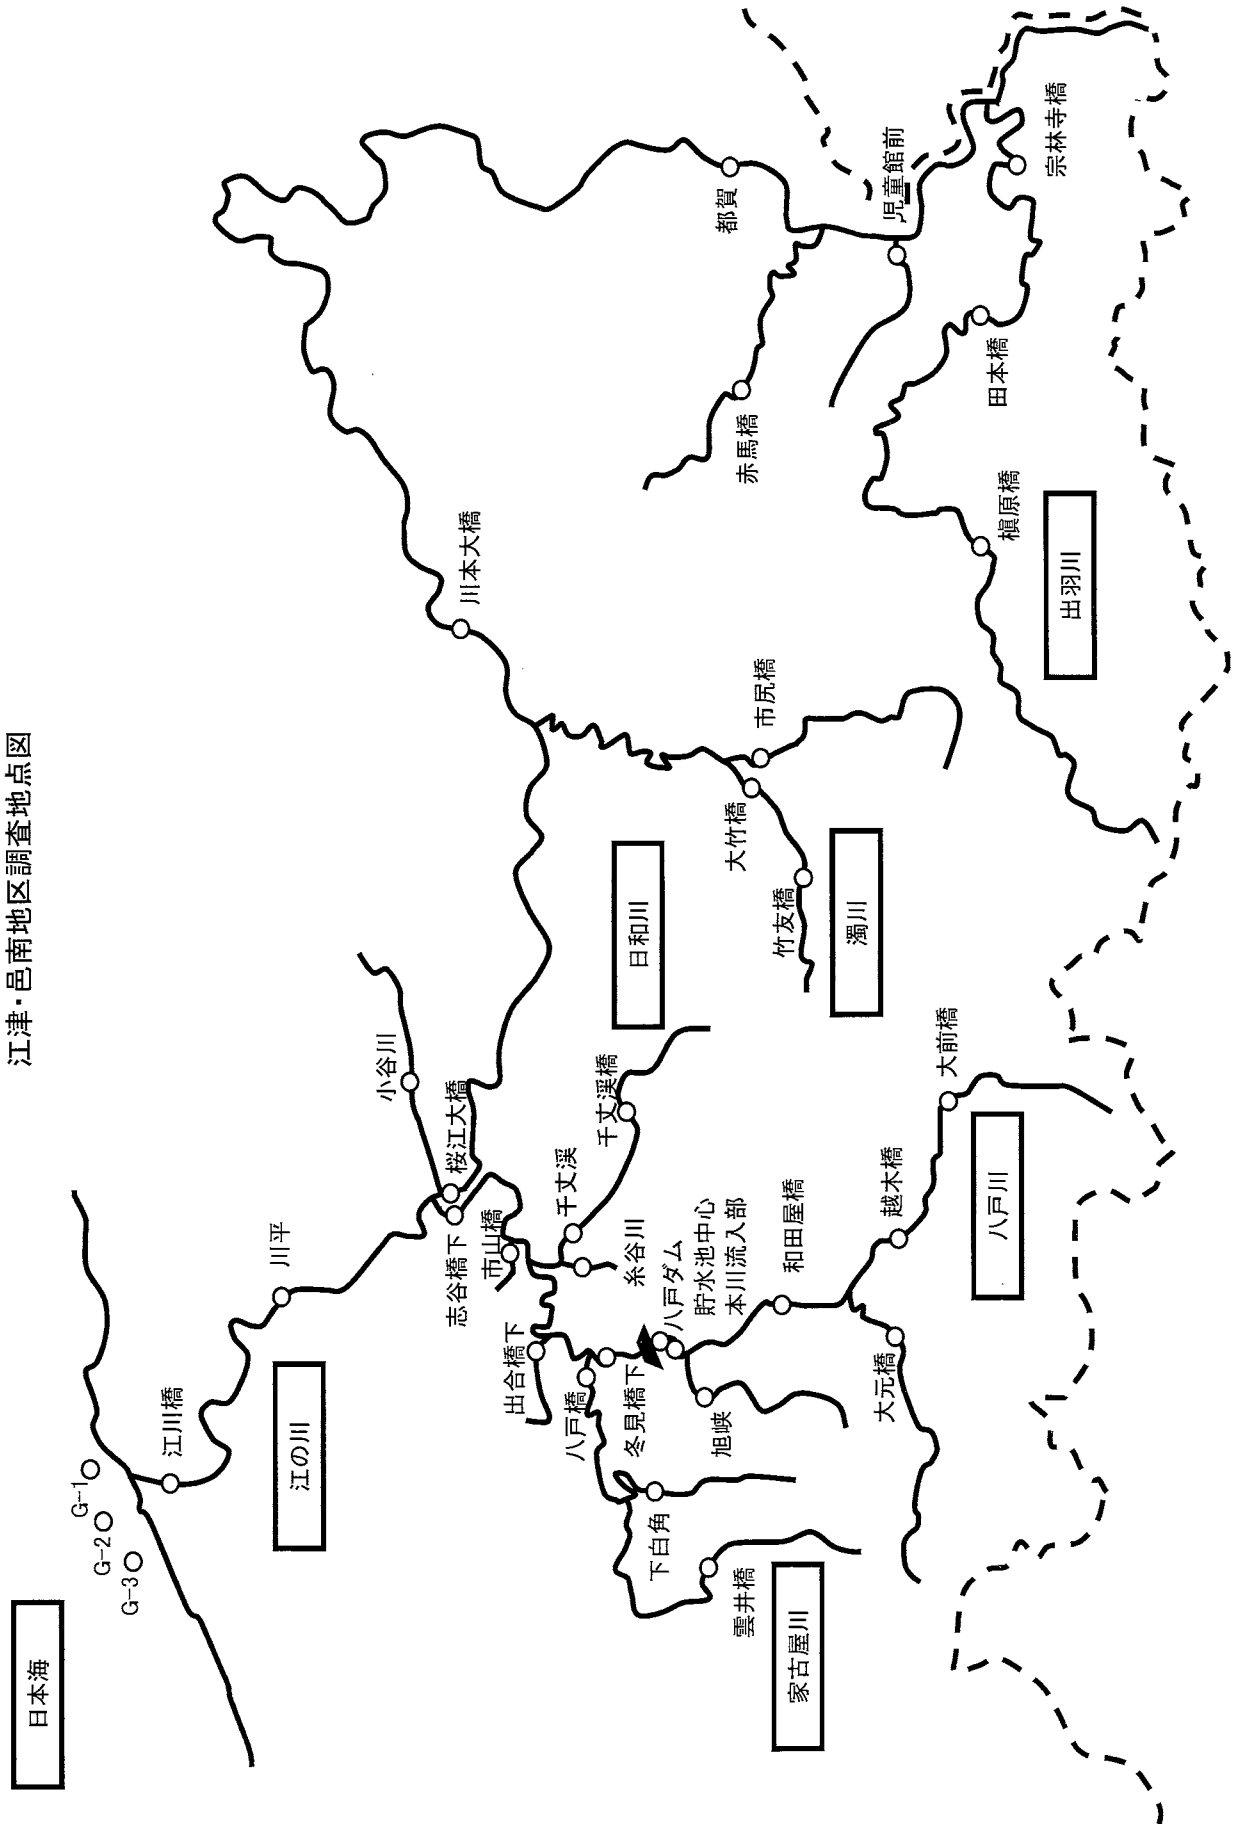 江津・邑南地区調査地点図
日本海
G-1
G-2
G-3
江川橋
江の川
川平
小谷川
桜江大橋
志谷橋下
市山橋
千丈渓
千丈渓橋
日和川
糸谷川
出合橋下
八戸橋
冬見橋下
八戸ダム
貯水池中心
本川流入部
旭峡
和田屋橋
越木橋
大前橋
八戸川
大元橋
下白角
雲井橋
家古屋川
川本大橋
市尻橋
大竹橋
竹友橋
濁川
都賀
赤馬橋
児童館前
宗林寺橋
田本橋
槇原橋
出羽川